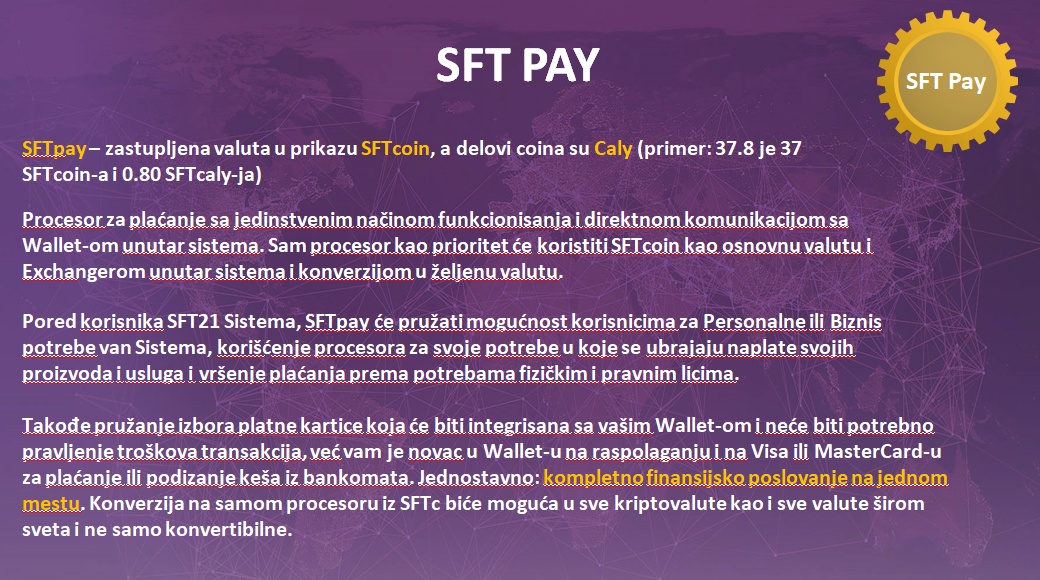 SFT PAY
SFT Pay
SFTpay – zastupljena valuta u prikazu SFTcoin, a delovi coina su Caly (primer: 37.8 je 37
SFTcoin-a i 0.80 SFTcaly-ja)
Procesor za plaćanje sa jedinstvenim načinom funkcionisanja i direktnom komunikacijom sa
Wallet-om unutar sistema. Sam procesor kao prioritet će koristiti SFTcoin kao osnovnu valutu i
Exchangerom unutar sistema i konverzijom u željenu valutu.
Pored korisnika SFT21 Sistema, SFTpay će pružati mogućnost korisnicima za Personalne ili Biznis
potrebe van Sistema, korišćenje procesora za svoje potrebe u koje se ubrajaju naplate svojih
proizvoda i usluga i vršenje plaćanja prema potrebama fizičkim i pravnim licima.
Takođe pružanje izbora platne kartice koja će biti integrisana sa vašim Wallet-om i neće biti potrebno
pravljenje troškova transakcija, već vam je novac u Wallet-u na raspolaganju i na Visa ili MasterCard-u
za plaćanje ili podizanje keša iz bankomata. Jednostavno: kompletno finansijsko poslovanje na jednom
mestu. Konverzija na samom procesoru iz SFTc biće moguća u sve kriptovalute kao i sve valute širom
sveta i ne samo konvertibilne.